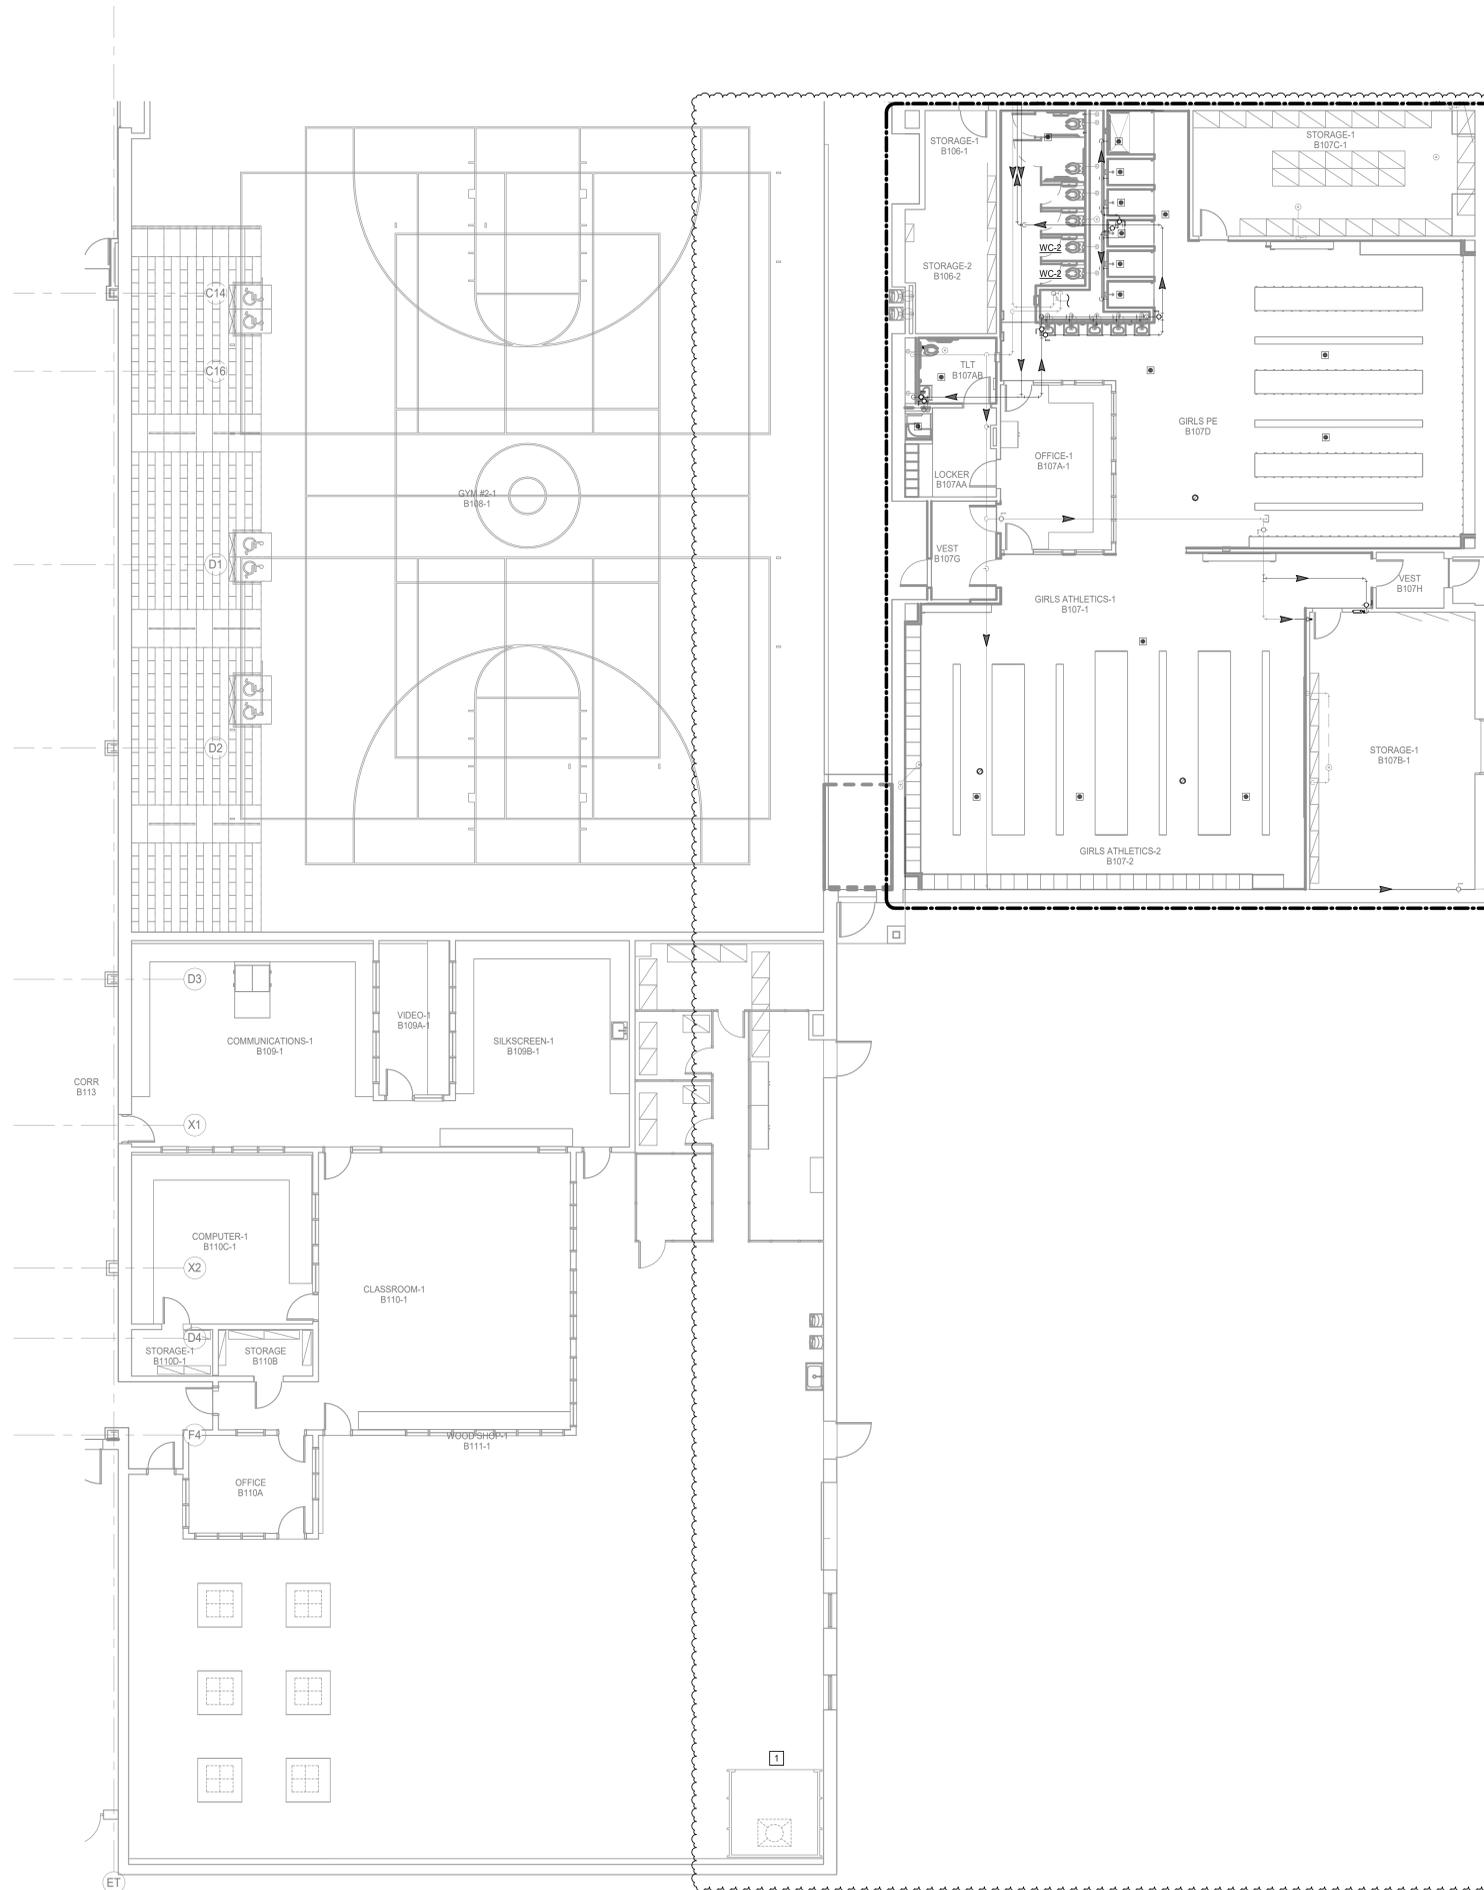 STORAGE-1
B106-1
STORAGE-1
B107C-1
WC-2
WC-2
STORAGE-2
B106-2
C14
C16
TLT
B107AB
GIRLS PE
B107D
OFFICE-1
B107A-1
LOCKER
B107AA
GYM #2-1
B108-1
VEST
B107G
D1
VEST
B107H
GIRLS ATHLETICS-1
B107-1
D2
STORAGE-1
B107B-1
GIRLS ATHLETICS-2
B107-2
D3
VIDEO-1
B109A-1
COMMUNICATIONS-1
B109-1
SILKSCREEN-1
B109B-1
CORR
B113
X1
COMPUTER-1
B110C-1
X2
CLASSROOM-1
B110-1
D4
STORAGE-1
B110D-1
STORAGE
B110B
F4
WOOD SHOP-1
B111-1
OFFICE
B110A
1
ET